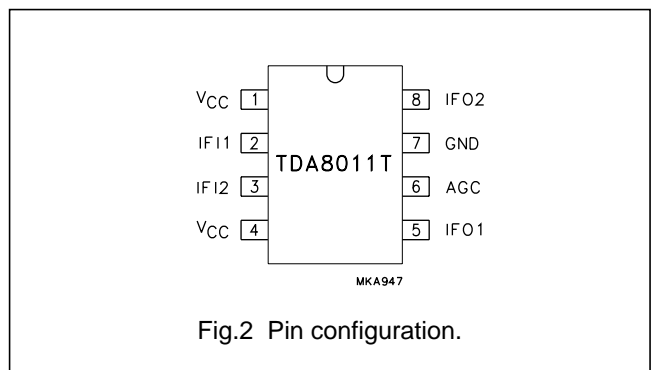 V_CC 1 8 IFO2
IFI1 2 7 GND
TDA8011T
IFI2 3 6 AGC
V_CC 4 5 IFO1
MKA947
Fig.2 Pin configuration.